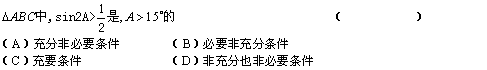 ΔABC中,sin2A>1/2是,A>15°的 （ ）
（A）充分非必要条件 （B）必要非充分条件
（C）充要条件 （D）非充分也非必要条件